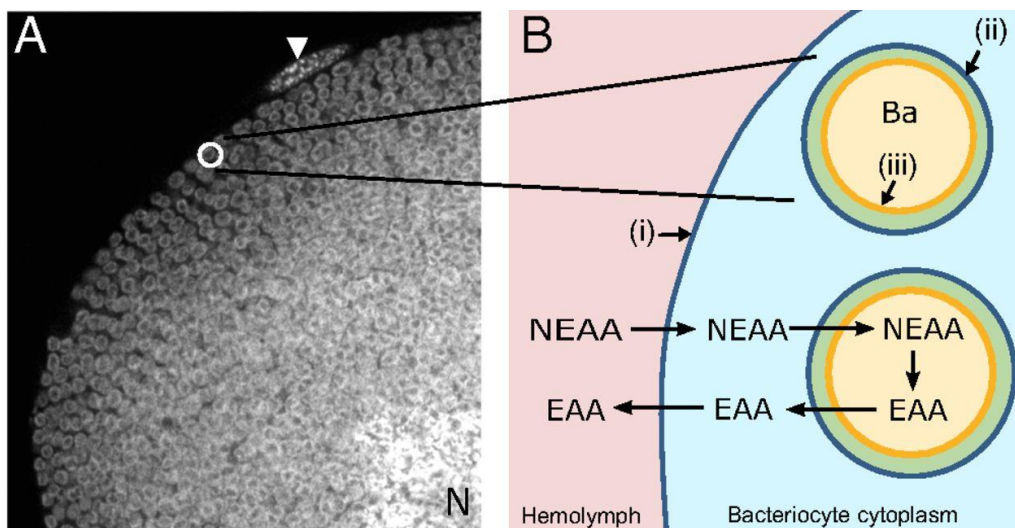 A
N
B
(ii)
Ba
(iii)
(i)
NEAA NEAA NEAA
EAA EAA EAA
Hemolymph Bacteriocyte cytoplasm